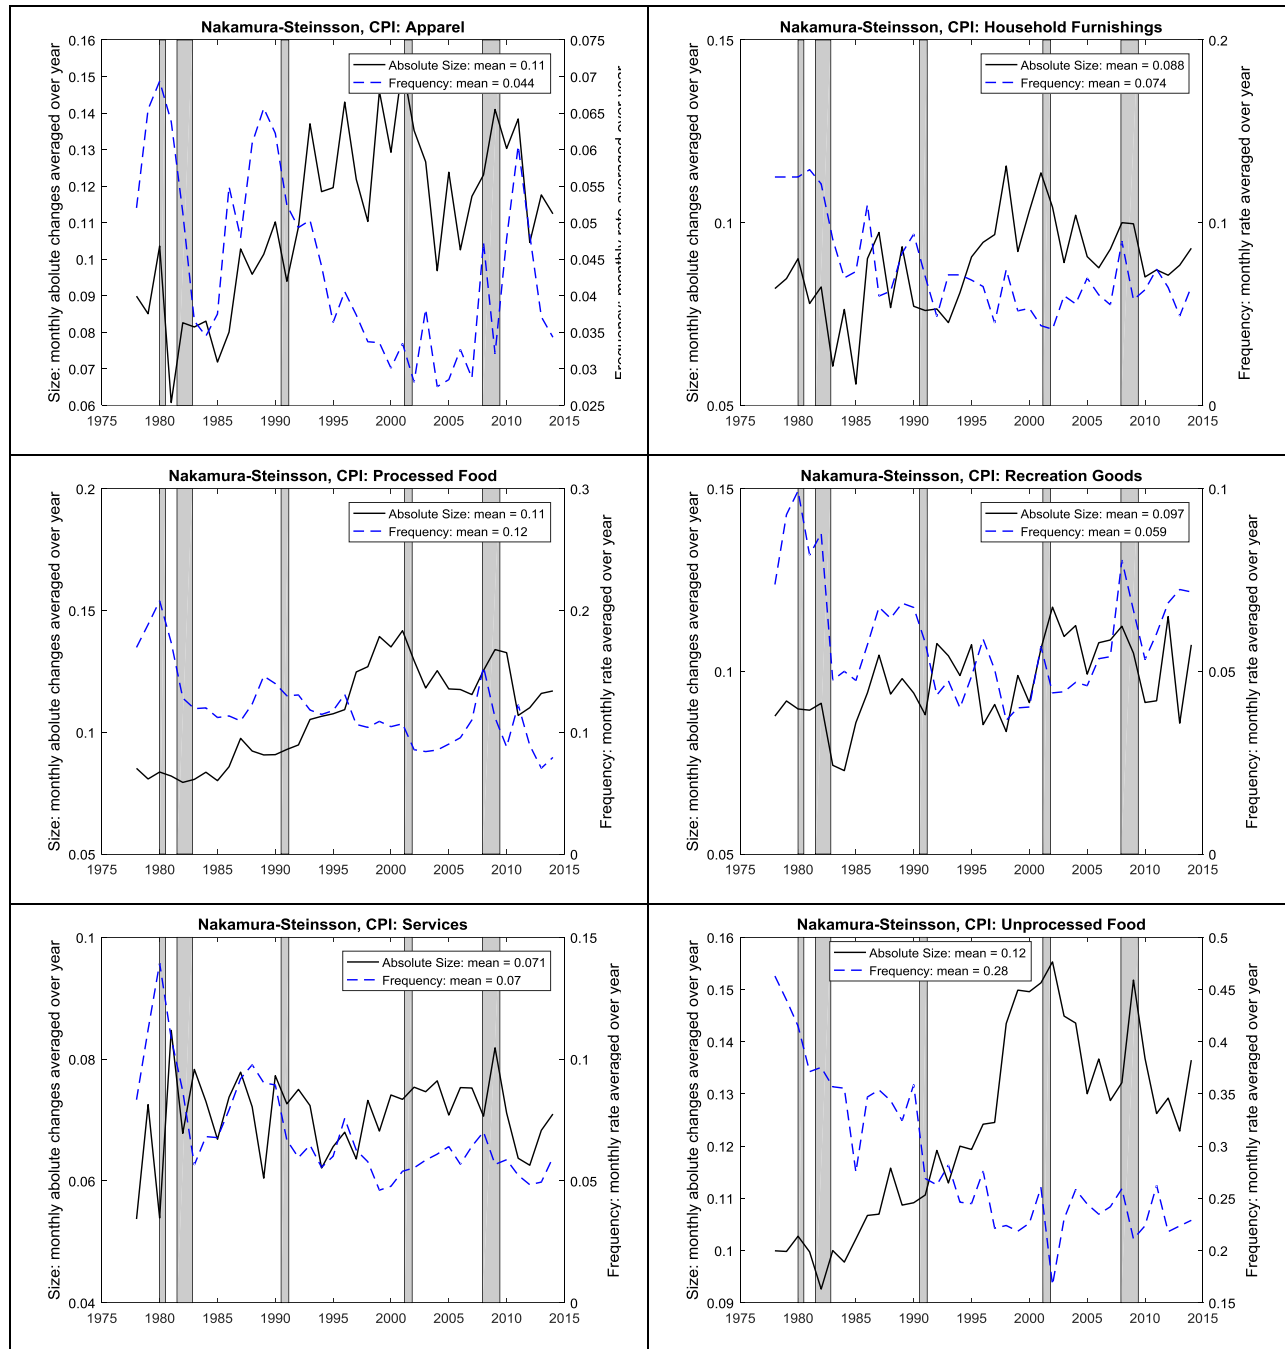 Nakamura-Steinsson, CPI: Apparel
Size: monthly abolute changes averaged over year
0.16
0.15
0.14
0.13
0.12
0.11
0.1
0.09
0.08
0.07
0.06
Absolute Size: mean = 0.11
Frequency: mean = 0.044
0.075
0.07
0.065
0.06
0.055
0.05
0.045
0.04
0.035
0.03
0.025
Frequency: monthly rate averaged over year
1975 1980 1985 1990 1995 2000 2005 2010 2015
Nakamura-Steinsson, CPI: Household Furnishings
Size: monthly abolute changes averaged over year
0.15
0.1
0.05
Absolute Size: mean = 0.088
Frequency: mean = 0.074
0.2
0.1
0
Frequency: monthly rate averaged over year
1975 1980 1985 1990 1995 2000 2005 2010 2015
Nakamura-Steinsson, CPI: Processed Food
Size: monthly abolute changes averaged over year
0.2
0.15
0.1
0.05
Absolute Size: mean = 0.11
Frequency: mean = 0.12
0.3
0.2
0.1
0
Frequency: monthly rate averaged over year
1975 1980 1985 1990 1995 2000 2005 2010 2015
Nakamura-Steinsson, CPI: Recreation Goods
Size: monthly abolute changes averaged over year
0.15
0.1
0.05
Absolute Size: mean = 0.097
Frequency: mean = 0.059
0.1
0.05
0
Frequency: monthly rate averaged over year
1975 1980 1985 1990 1995 2000 2005 2010 2015
Nakamura-Steinsson, CPI: Services
Size: monthly abolute changes averaged over year
0.1
0.08
0.06
0.04
Absolute Size: mean = 0.071
Frequency: mean = 0.07
0.15
0.1
0.05
0
Frequency: monthly rate averaged over year
1975 1980 1985 1990 1995 2000 2005 2010 2015
Nakamura-Steinsson, CPI: Unprocessed Food
Size: monthly abolute changes averaged over year
0.16
0.15
0.14
0.13
0.12
0.11
0.1
0.09
Absolute Size: mean = 0.12
Frequency: mean = 0.28
0.5
0.45
0.4
0.35
0.3
0.25
0.2
0.15
Frequency: monthly rate averaged over year
1975 1980 1985 1990 1995 2000 2005 2010 2015